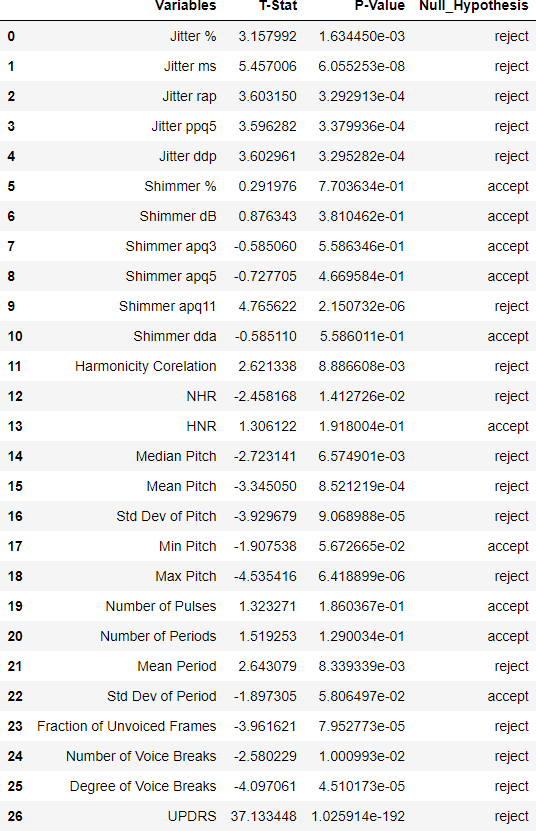 Variables T-Stat P-Value Null_Hypothesis
0 Jitter % 3.157992 1.634450e-03 reject
1 Jitter ms 5.457006 6.055253e-08 reject
2 Jitter rap 3.603150 3.292913e-04 reject
3 Jitter ppq5 3.596282 3.379936e-04 reject
4 Jitter ddp 3.602961 3.295282e-04 reject
5 Shimmer % 0.291976 7.703634e-01 accept
6 Shimmer dB 0.876343 3.810462e-01 accept
7 Shimmer apq3 -0.585060 5.586346e-01 accept
8 Shimmer apq5 -0.727705 4.669584e-01 accept
9 Shimmer apq11 4.765622 2.150732e-06 reject
10 Shimmer dda -0.585110 5.586011e-01 accept
11 Harmonicity Corelation 2.621338 8.886608e-03 reject
12 NHR -2.458168 1.412726e-02 reject
13 HNR 1.306122 1.918004e-01 accept
14 Median Pitch -2.723141 6.574901e-03 reject
15 Mean Pitch -3.345050 8.521219e-04 reject
16 Std Dev of Pitch -3.929679 9.068988e-05 reject
17 Min Pitch -1.907538 5.672665e-02 accept
18 Max Pitch -4.535416 6.418899e-06 reject
19 Number of Pulses 1.323271 1.860367e-01 accept
20 Number of Periods 1.519253 1.290034e-01 accept
21 Mean Period 2.643079 8.339339e-03 reject
22 Std Dev of Period -1.897305 5.806497e-02 accept
23 Fraction of Unvoiced Frames -3.961621 7.952773e-05 reject
24 Number of Voice Breaks -2.580229 1.000993e-02 reject
25 Degree of Voice Breaks -4.097061 4.510173e-05 reject
26 UPDRS 37.133448 1.025914e-192 reject